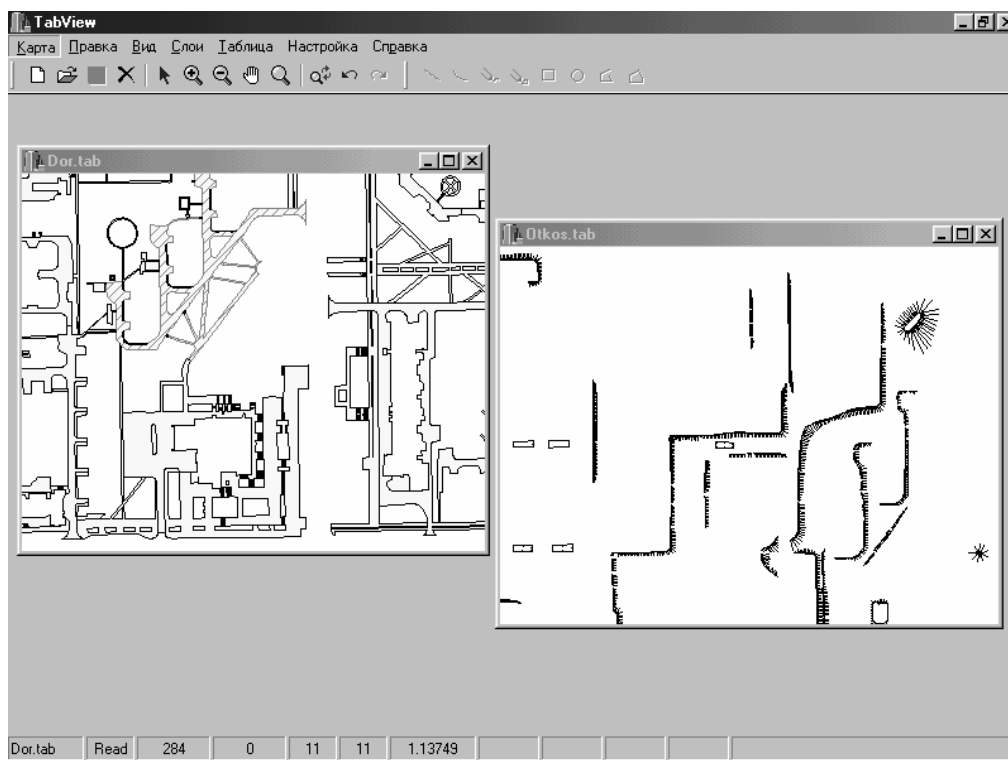 TabView
Карта Правка Вид Слои Таблица Настройка Справка
Dor.tab
Otkos.tab
Dor.tab Read 284 0 11 11 1.13749